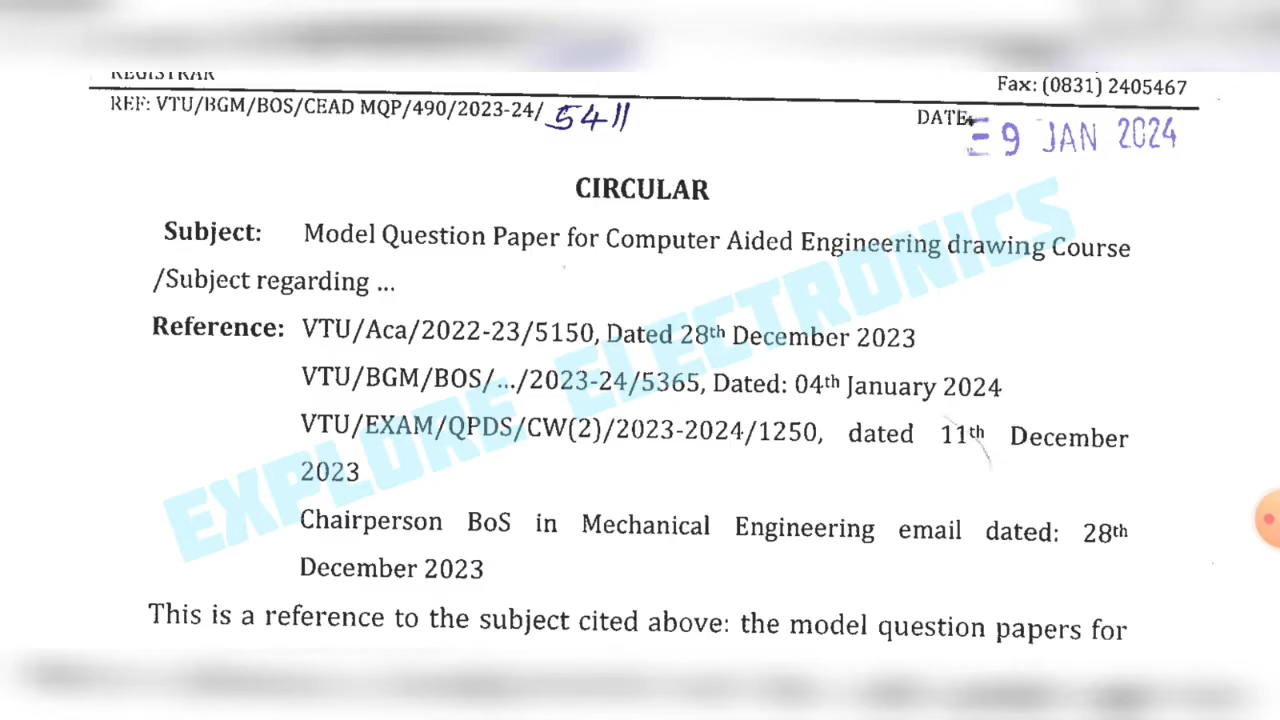 REGISTRAR
Fax: (0831) 2405467
REF: VTU/BGM/BOS/CEAD MQP/490/2023-24/ 5411
DATE
= 9 JAN 2024
CIRCULAR
Subject: Model Question Paper for Computer Aided Engineering drawing Course
/Subject regarding ...
Reference: VTU/Aca/2022-23/5150, Dated 28th December 2023
VTU/BGM/BOS/.../2023-24/5365, Dated: 04th January 2024
VTU/EXAM/QPDS/CW(2)/2023-2024/1250, dated 11th December
2023
Chairperson BoS in Mechanical Engineering email dated: 28th
December 2023
This is a reference to the subject cited above: the model question papers for
EXPLORE ELECTRONICS